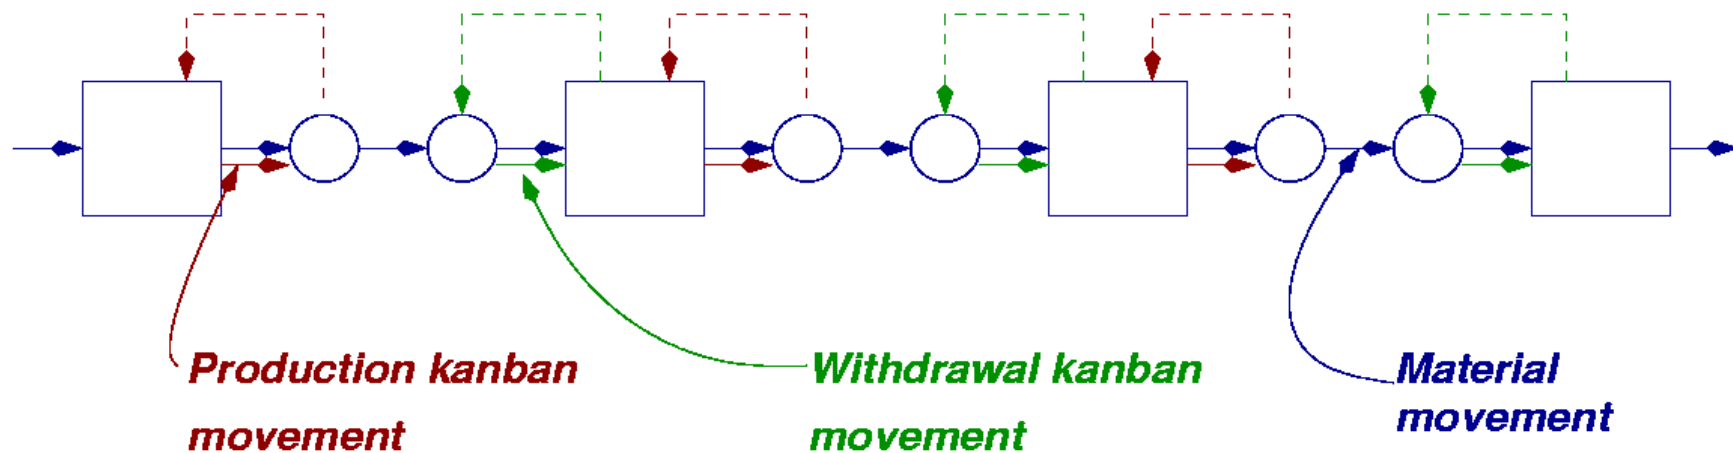 Production kanban
movement
Withdrawal kanban
movement
Material
movement